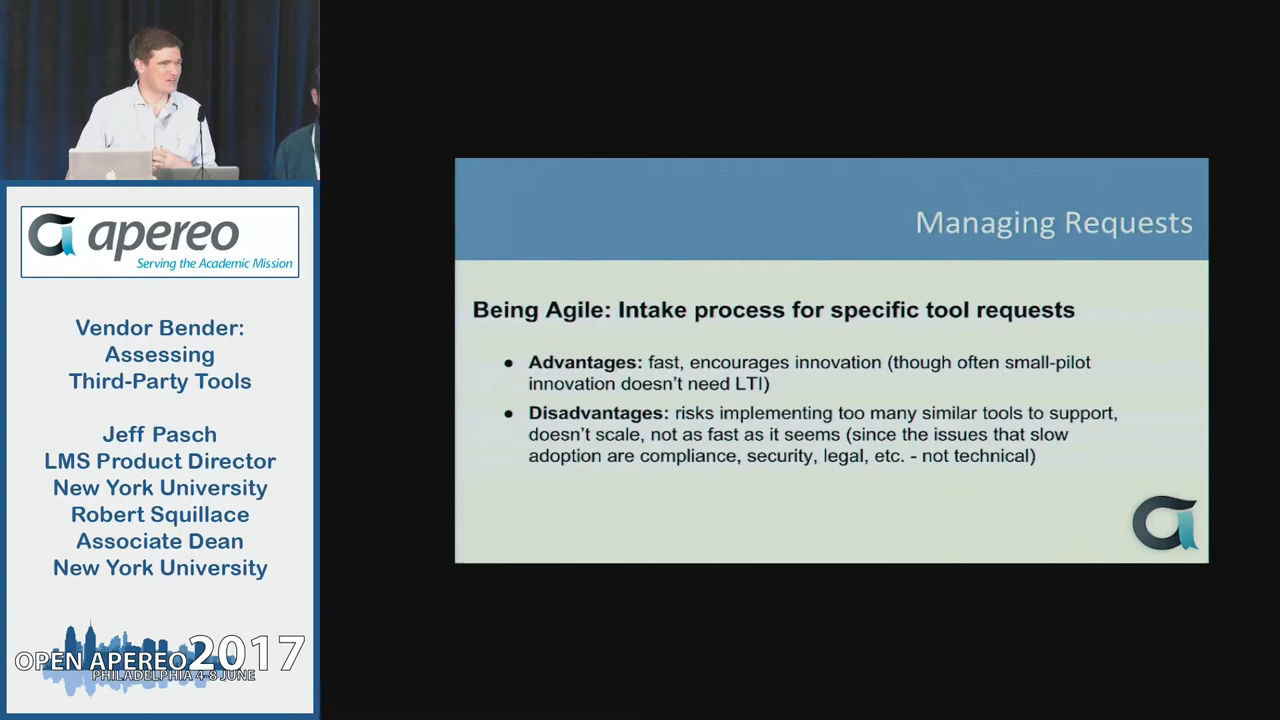 apereo
Serving the Academic Mission
Vendor Bender:
Assessing
Third-Party Tools
Jeff Pasch
LMS Product Director
New York University
Robert Squillace
Associate Dean
New York University
OPEN APEREO 2017
PHILADELPHIA 4-8 JUNE
Managing Requests
Being Agile: Intake process for specific tool requests
● Advantages: fast, encourages innovation (though often small-pilot
innovation doesn't need LTI)
● Disadvantages: risks implementing too many similar tools to support,
doesn't scale, not as fast as it seems (since the issues that slow
adoption are compliance, security, legal, etc. - not technical)